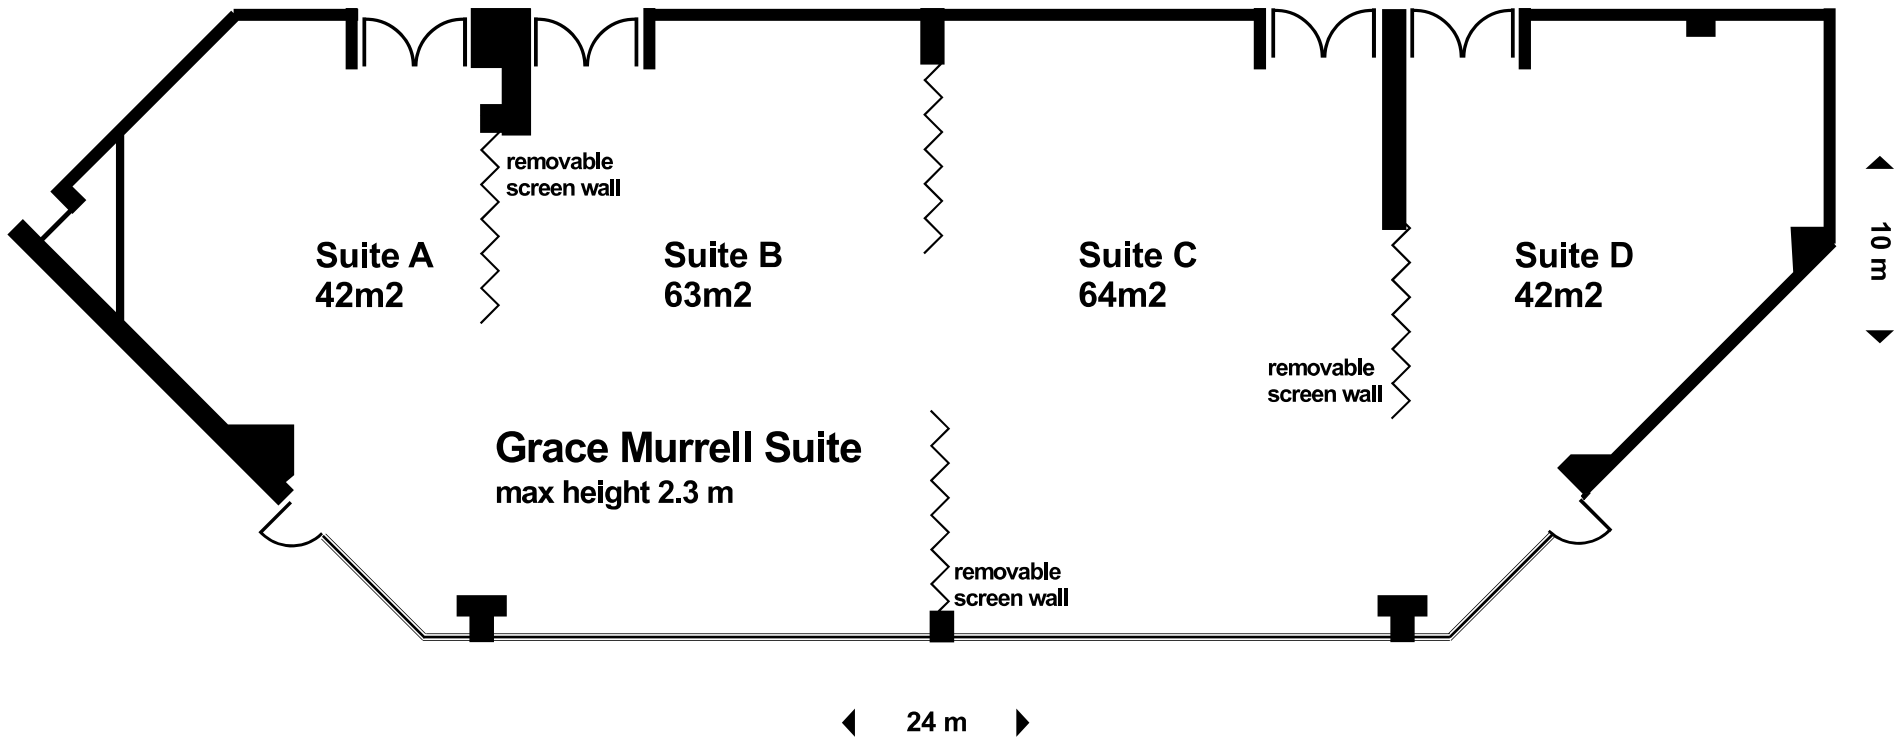 removable
screen wall
Suite A
42m2
Suite B
63m2
Suite C
64m2
Suite D
42m2
10 m
removable
screen wall
Grace Murrell Suite
max height 2.3 m
removable
screen wall
24 m